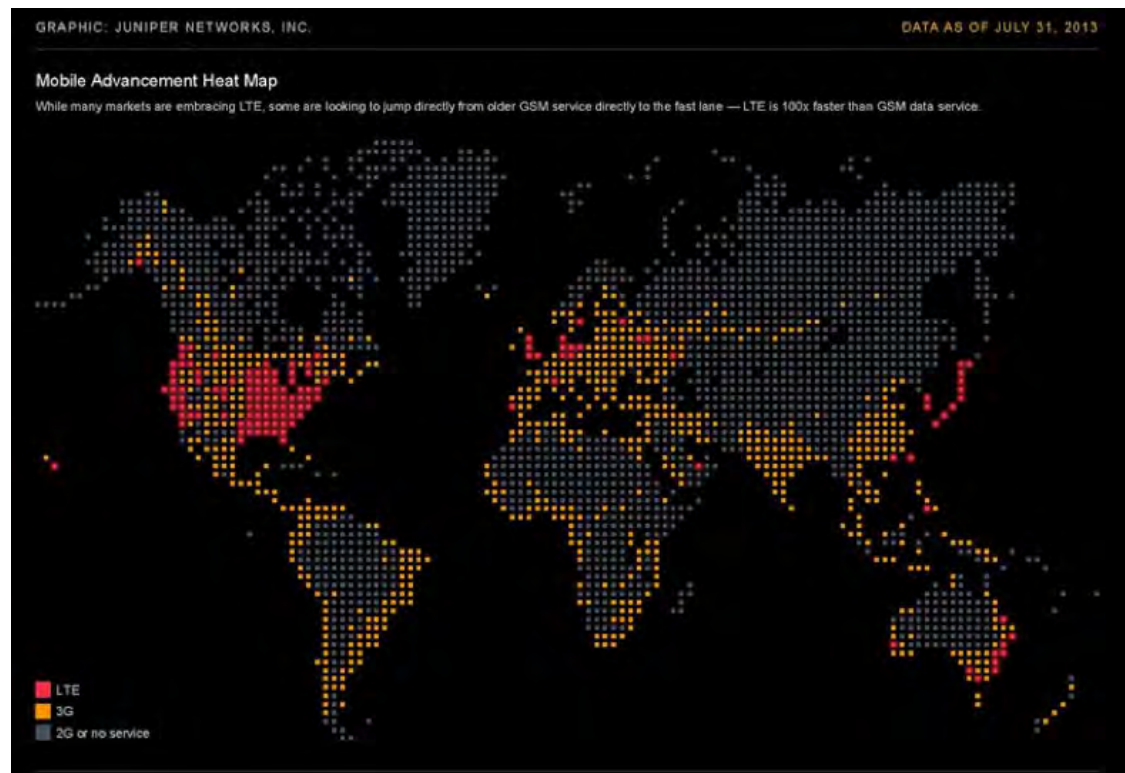 GRAPHIC: JUNIPER NETWORKS, INC.
DATA AS OF JULY 31, 2013
Mobile Advancement Heat Map
While many markets are embracing LTE, some are looking to jump directly from older GSM service directly to the fast lane — LTE is 100x faster than GSM data service.
LTE
3G
2G or no service